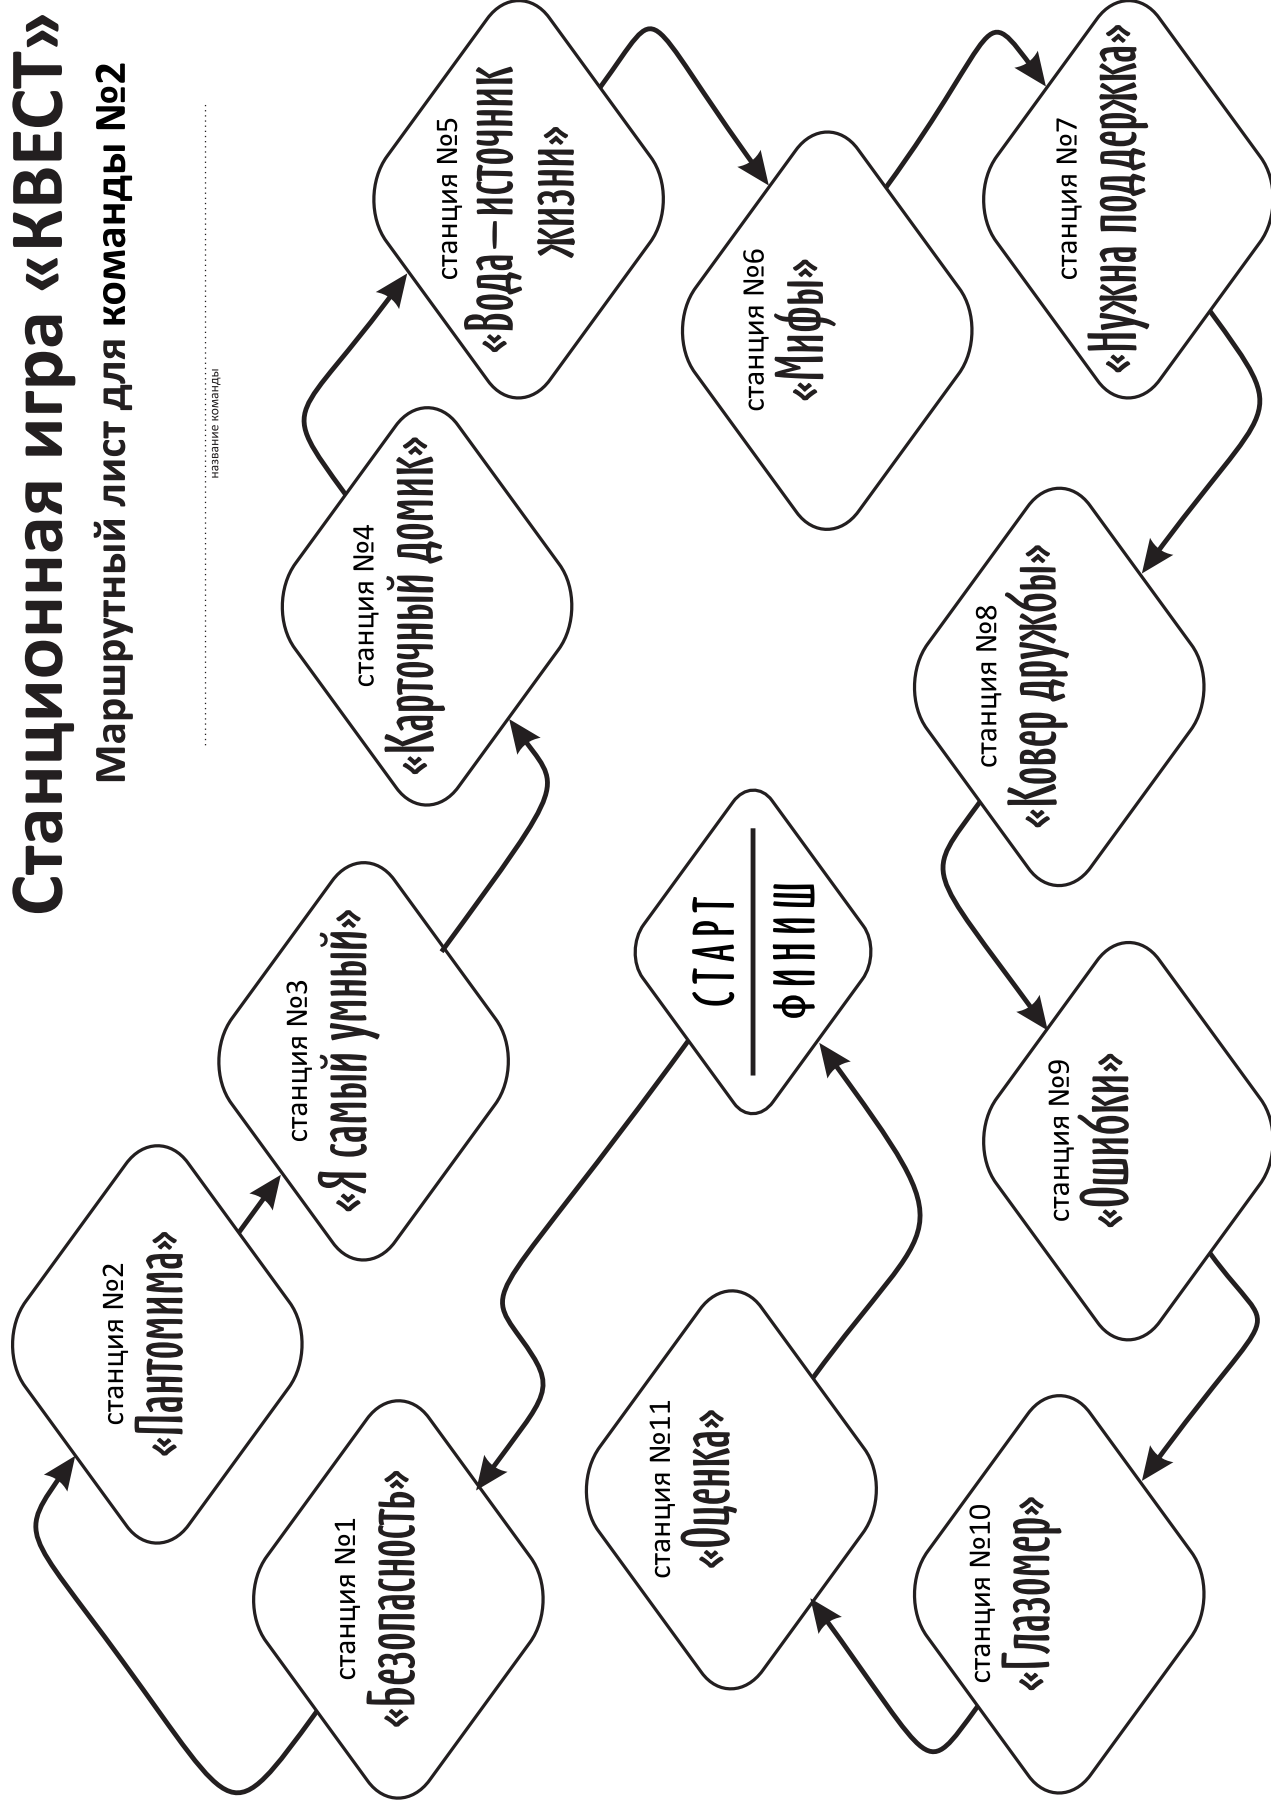 Станционная игра «КВЕСТ»
Маршрутный лист для команды №2
название команды
станция №1
«Безопасность»
станция №2
«Пантомима»
станция №3
«Я самый умный»
станция №4
«Карточный домик»
станция №5
«Вода – источник
жизни»
станция №6
«Мифы»
станция №7
«Нужна поддержка»
станция №8
«Ковер дружбы»
станция №9
«Ошибки»
станция №10
«Глазомер»
станция №11
«Оценка»
СТАРТ
ФИНИШ